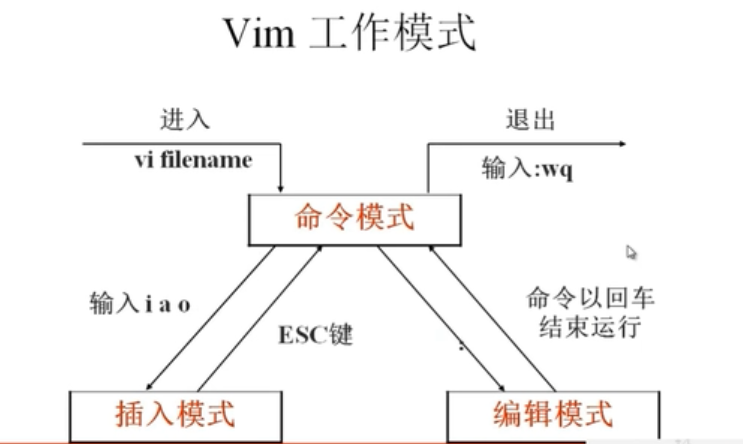 Vim 工作模式
进入
退出
vi filename
输入:wq
命令模式
输入 i a o
ESC键
:
命令以回车
结束运行
插入模式
编辑模式